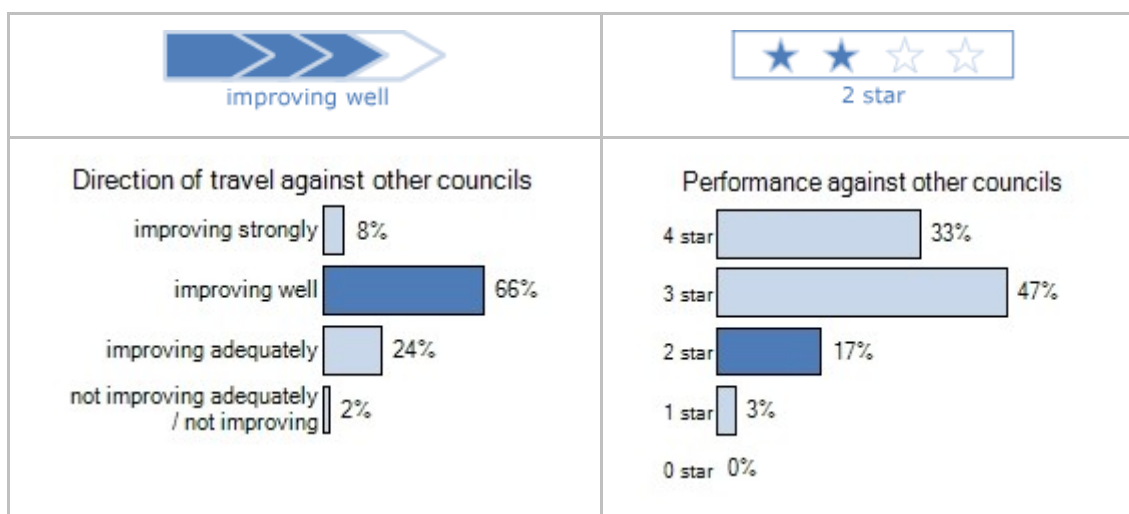 improving well
2 star
Direction of travel against other councils
improving strongly 8%
improving well 66%
improving adequately 24%
not improving adequately
/ not improving 2%
Performance against other councils
4 star 33%
3 star 47%
2 star 17%
1 star 3%
0 star 0%